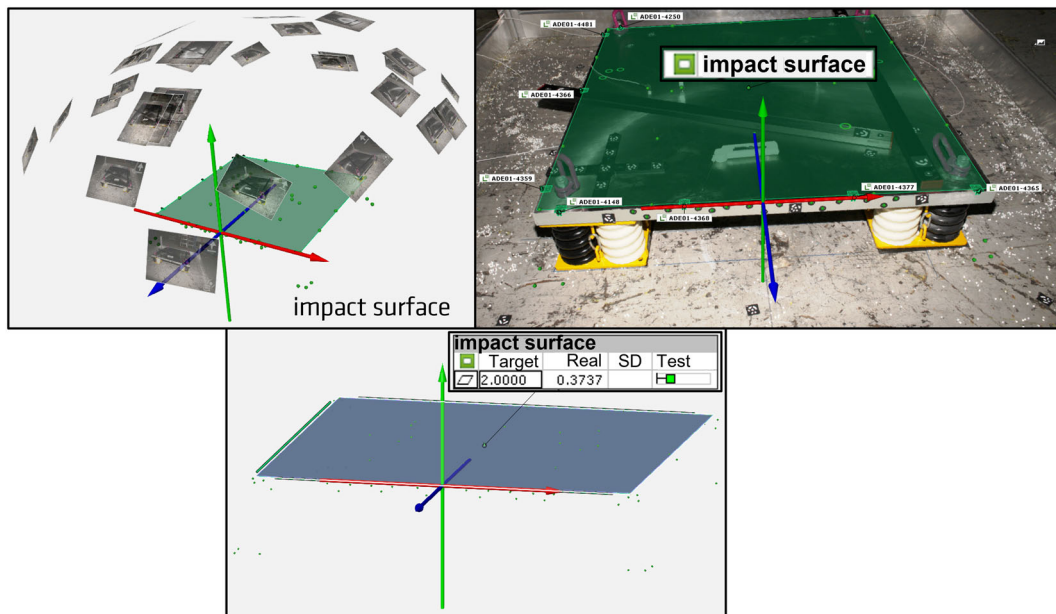 impact surface
ADE01-4250
ADE01-4481
impact surface
ADE01-4366
ADE01-4359
ADE01-4377
ADE01-4365
ADE01-4148
ADE01-4368
impact surface
Target Real SD Test
2.0000 0.3737